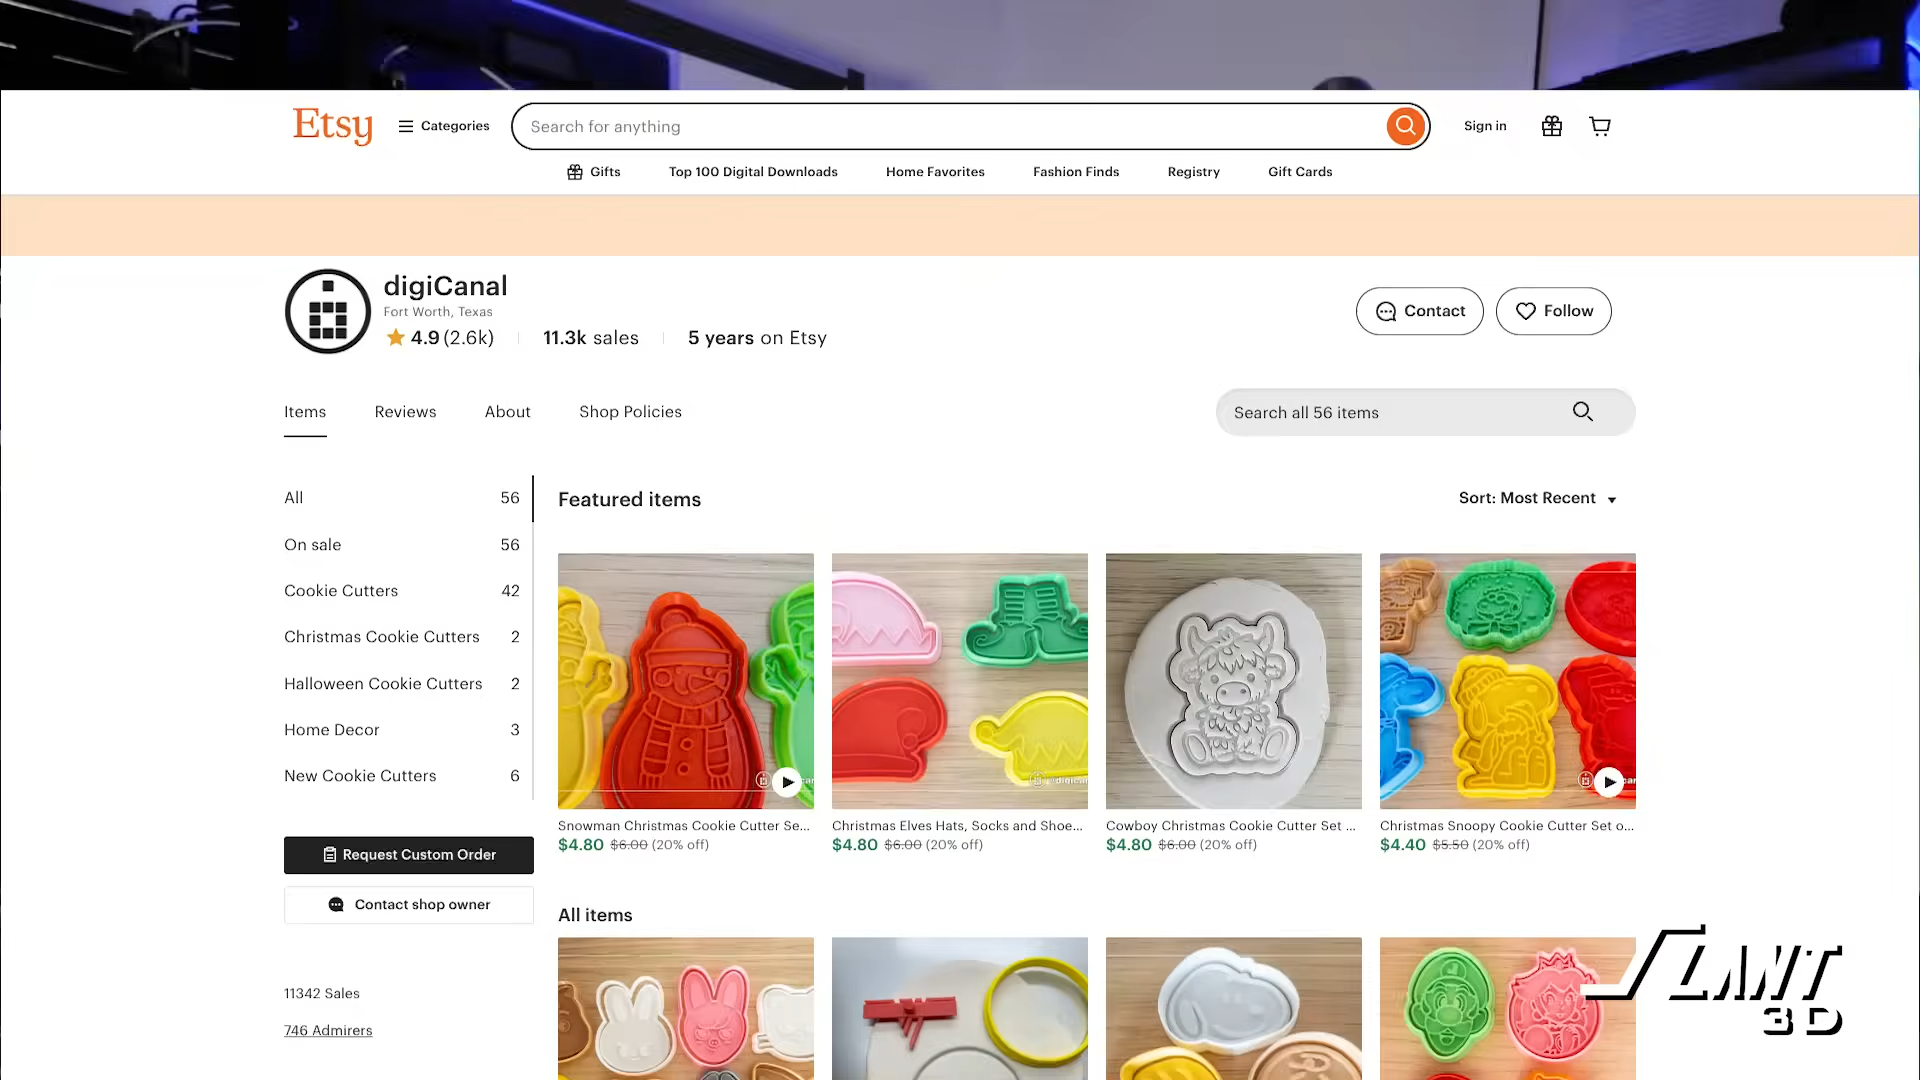 Etsy
Categories
Search for anything
Sign in
Gifts
Top 100 Digital Downloads
Home Favorites
Fashion Finds
Registry
Gift Cards
digiCanal
Fort Worth, Texas
4.9 (2.6k)
11.3k sales
5 years on Etsy
Contact
Follow
Items
Reviews
About
Shop Policies
Search all 56 items
All 56
On sale 56
Cookie Cutters 42
Christmas Cookie Cutters 2
Halloween Cookie Cutters 2
Home Decor 3
New Cookie Cutters 6
Request Custom Order
Contact shop owner
11342 Sales
746 Admirers
Featured items
Sort: Most Recent
Snowman Christmas Cookie Cutter Se...
$4.80 $6.00 (20% off)
Christmas Elves Hats, Socks and Shoe...
$4.80 $6.00 (20% off)
Cowboy Christmas Cookie Cutter Set ...
$4.80 $6.00 (20% off)
Christmas Snoopy Cookie Cutter Set o...
$4.40 $5.50 (20% off)
All items
SLANT
3D